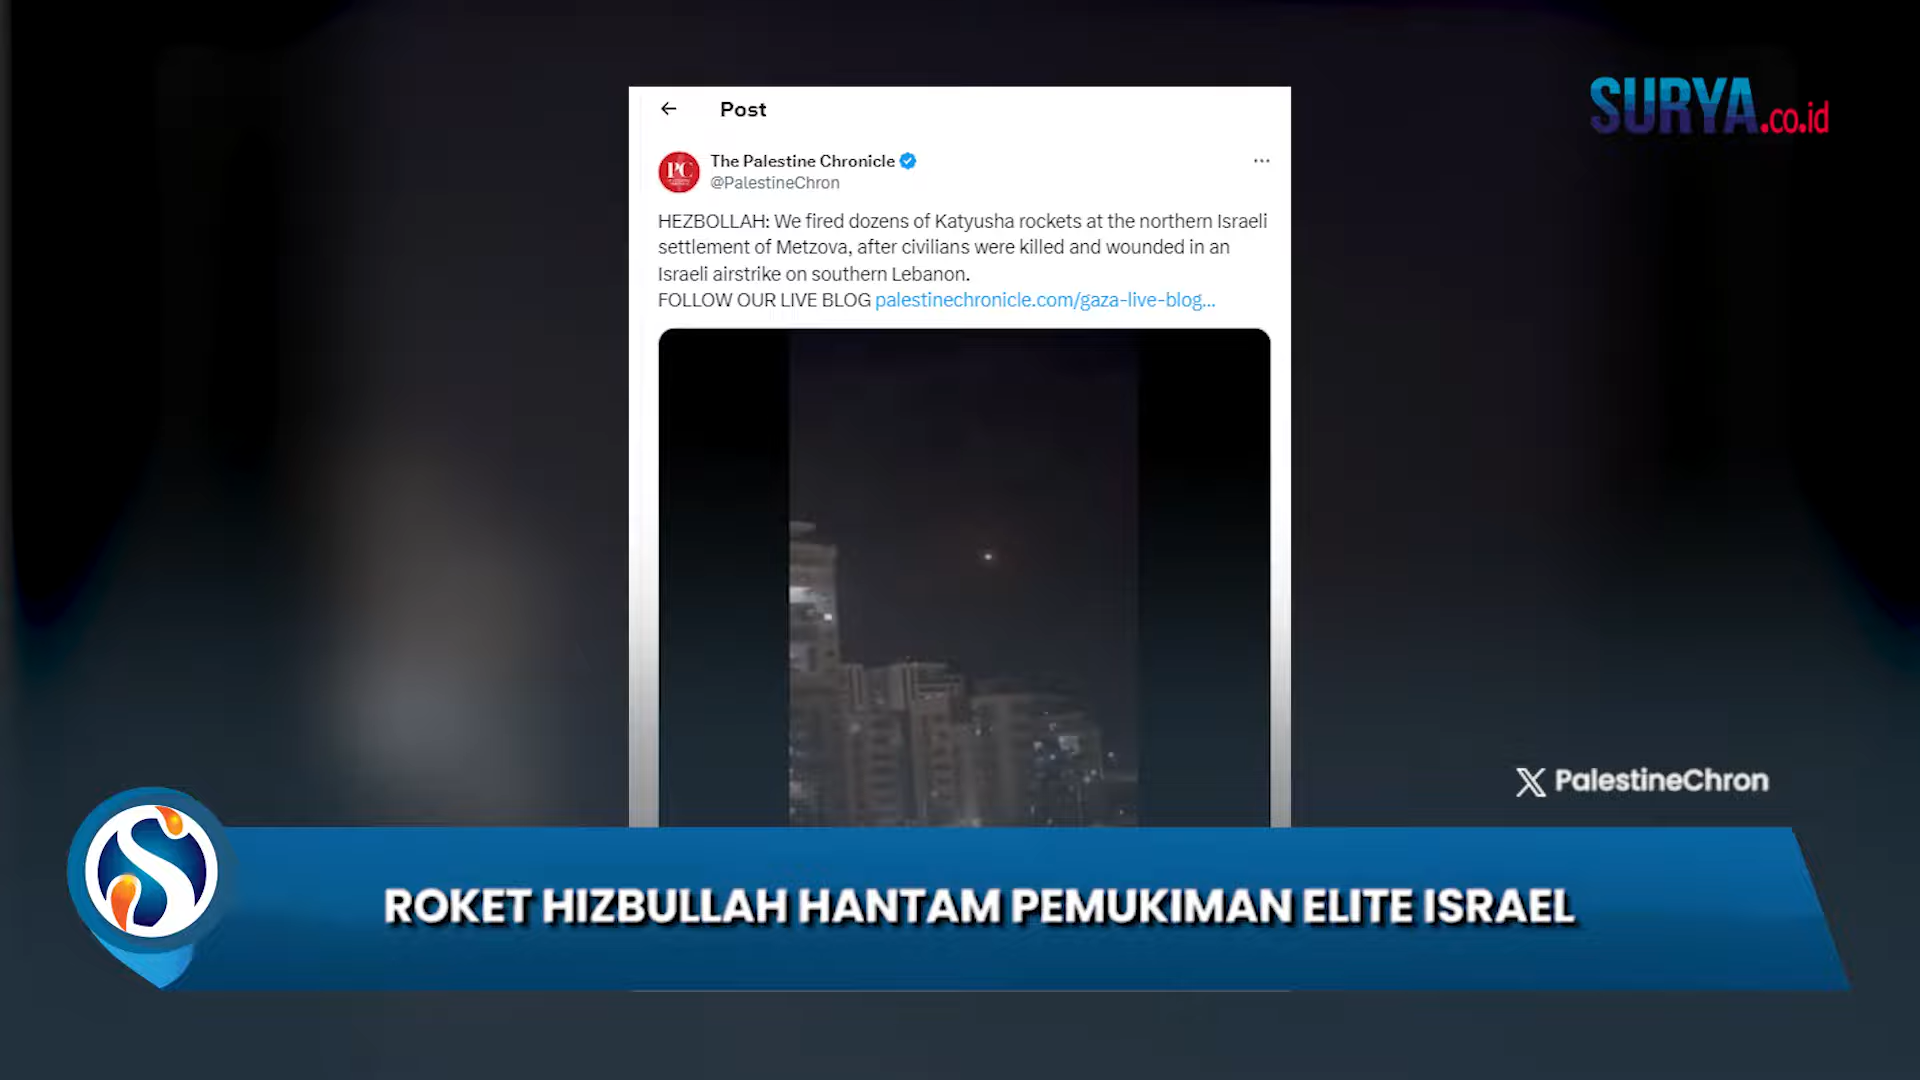 SURYA.co.id
Post
PC
The Palestine Chronicle
@PalestineChron
HEZBOLLAH: We fired dozens of Katyusha rockets at the northern Israeli
settlement of Metzova, after civilians were killed and wounded in an
Israeli airstrike on southern Lebanon.
FOLLOW OUR LIVE BLOG palestinechronicle.com/gaza-live-blog...
X PalestineChron
S
ROKET HIZBULLAH HANTAM PEMUKIMAN ELITE ISRAEL